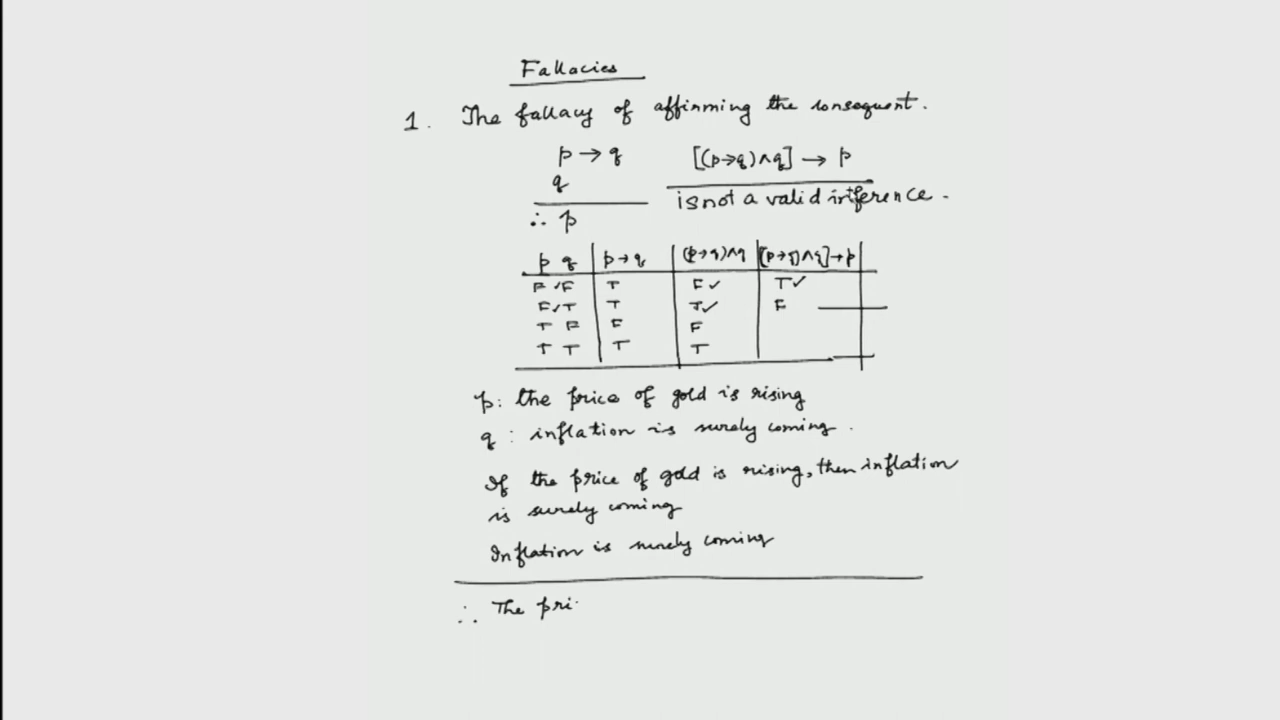 Fallacies
1. The fallacy of affirming the consequent.
p → q [(p→q)∧q] → p
q is not a valid inference.
∴ p
p q p → q (p→q)∧q [(p→q)∧q]→p
F ✓ F T F ✓ T ✓
F ✓ T T T ✓ F
T F F F
T T T T
p: the price of gold is rising
q : inflation is surely coming.
If the price of gold is rising, then inflation
is surely coming
Inflation is surely coming
∴ The pri